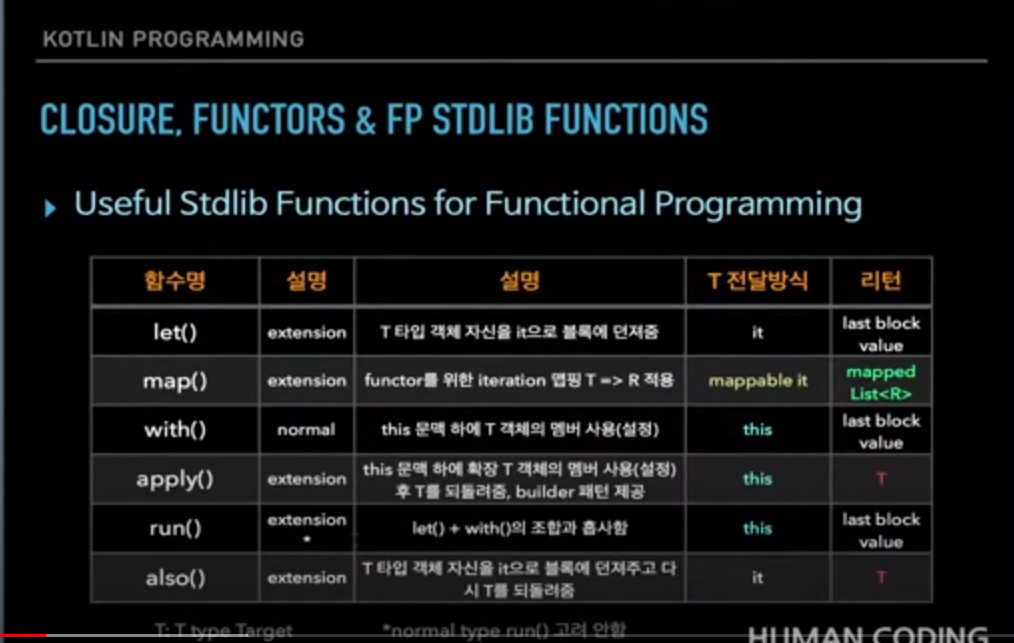 KOTLIN PROGRAMMING
CLOSURE, FUNCTORS & FP STDLIB FUNCTIONS
Useful Stdlib Functions for Functional Programming
함수명 설명 설명 T 전달방식 리턴
let() extension T 타입 객체 자신을 it으로 블록에 던져줌 it last block value
map() extension functor를 위한 iteration 맵핑 T => R 적용 mappable it mapped List<R>
with() normal this 문맥 하에 T 객체의 멤버 사용(설정) this last block value
apply() extension this 문맥 하에 확장 T 객체의 멤버 사용(설정) 후 T를 되돌려줌, builder 패턴 제공 this T
run() extension * let() + with()의 조합과 흡사함 this last block value
also() extension T 타입 객체 자신을 it으로 블록에 던져주고 다시 T를 되돌려줌 it T
T: T type Target *normal type run() 고려 안함
HUMAN CODING